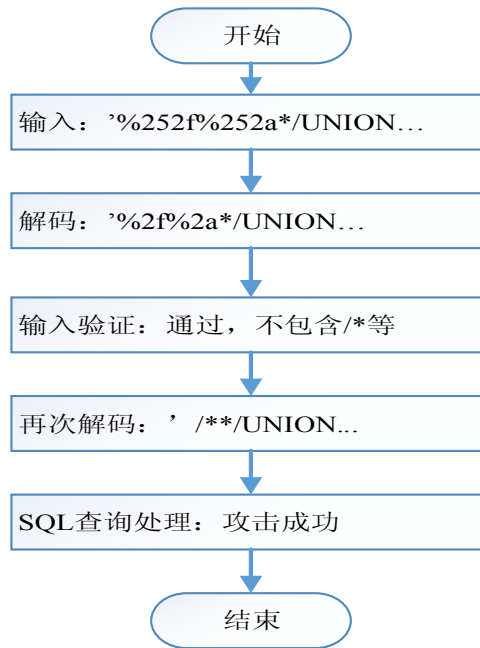 开始
输入：’%252f%252a*/UNION…
解码：’%2f%2a*/UNION…
输入验证：通过，不包含/*等
再次解码：’ /**/UNION...
SQL查询处理：攻击成功
结束